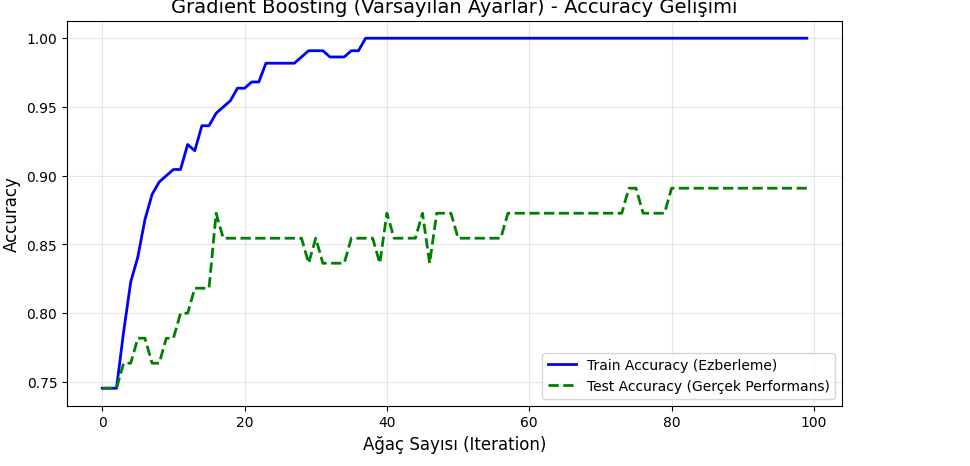 Gradient Boosting (Varsayılan Ayarlar) - Accuracy Gelişimi
1.00
0.95
0.90
0.85
0.80
0.75
Accuracy
Train Accuracy (Ezberleme)
Test Accuracy (Gerçek Performans)
0 20 40 60 80 100
Ağaç Sayısı (Iteration)